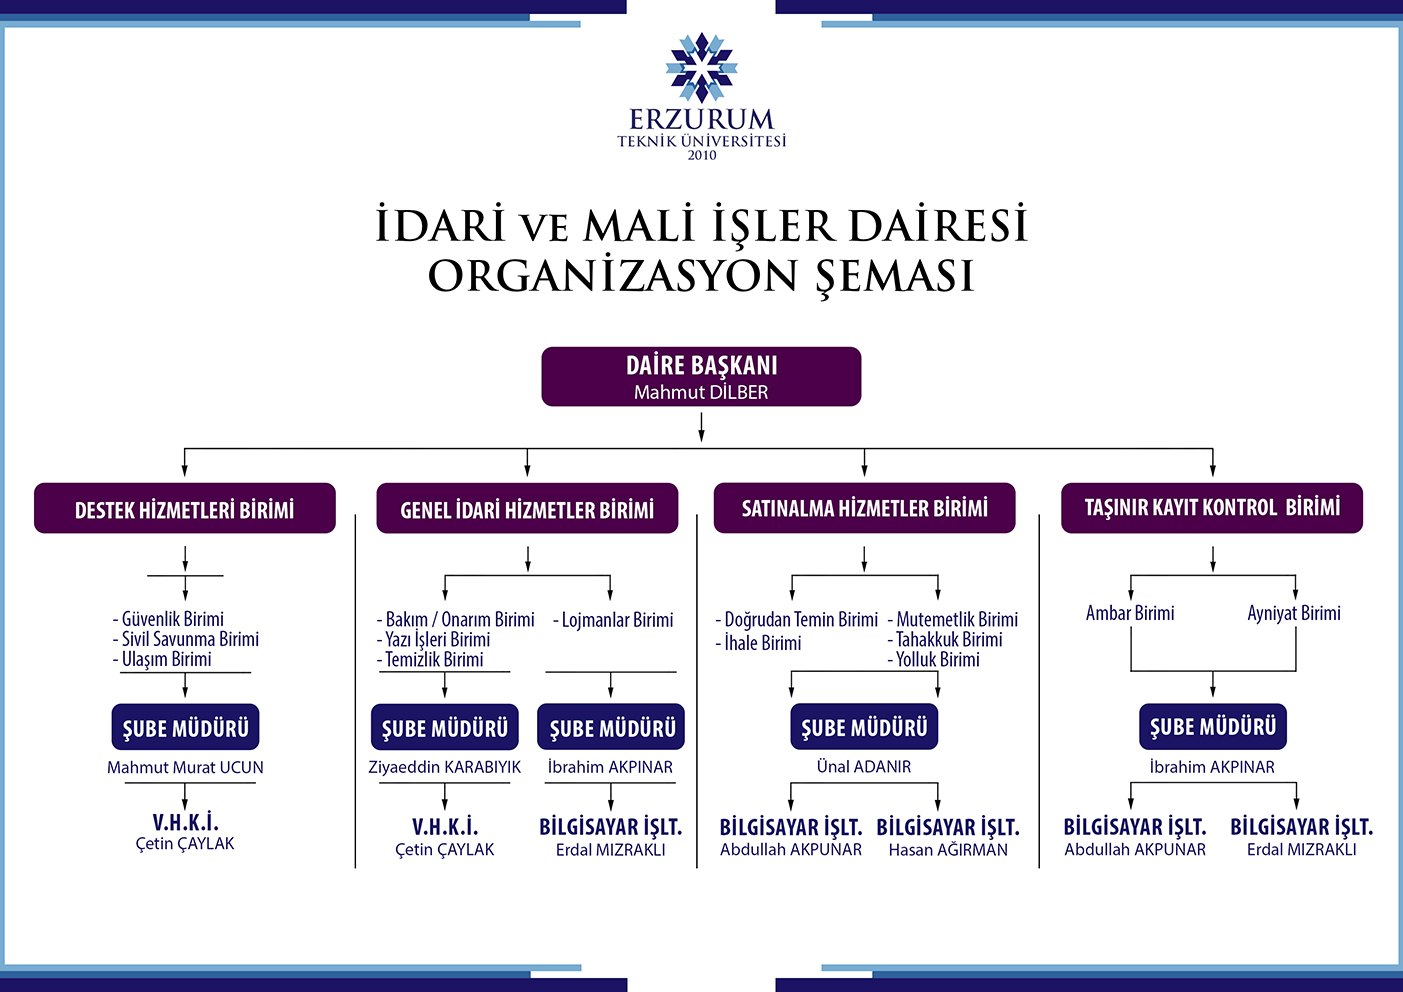 ERZURUM
TEKNİK ÜNİVERSİTESİ
2010
İDARİ VE MALİ İŞLER DAİRESİ
ORGANİZASYON ŞEMASI
DAİRE BAŞKANI
Mahmut DİLBER
DESTEK HİZMETLERİ BİRİMİ
- Güvenlik Birimi
- Sivil Savunma Birimi
- Ulaşım Birimi
ŞUBE MÜDÜRÜ
Mahmut Murat UCUN
V.H.K.İ.
Çetin ÇAYLAK
GENEL İDARİ HİZMETLER BİRİMİ
- Bakım / Onarım Birimi
- Yazı İşleri Birimi
- Temizlik Birimi
ŞUBE MÜDÜRÜ
Ziyaeddin KARABIYIK
V.H.K.İ.
Çetin ÇAYLAK
- Lojmanlar Birimi
ŞUBE MÜDÜRÜ
İbrahim AKPINAR
BİLGİSAYAR İŞLT.
Erdal MIZRAKLI
SATINALMA HİZMETLER BİRİMİ
- Doğrudan Temin Birimi
- İhale Birimi
- Mutemetlik Birimi
- Tahakkuk Birimi
- Yolluk Birimi
ŞUBE MÜDÜRÜ
Ünal ADANIR
BİLGİSAYAR İŞLT.
Abdullah AKPUNAR
BİLGİSAYAR İŞLT.
Hasan AĞIRMAN
TAŞINIR KAYIT KONTROL BİRİMİ
Ambar Birimi
Ayniyat Birimi
ŞUBE MÜDÜRÜ
İbrahim AKPINAR
BİLGİSAYAR İŞLT.
Abdullah AKPUNAR
BİLGİSAYAR İŞLT.
Erdal MIZRAKLI